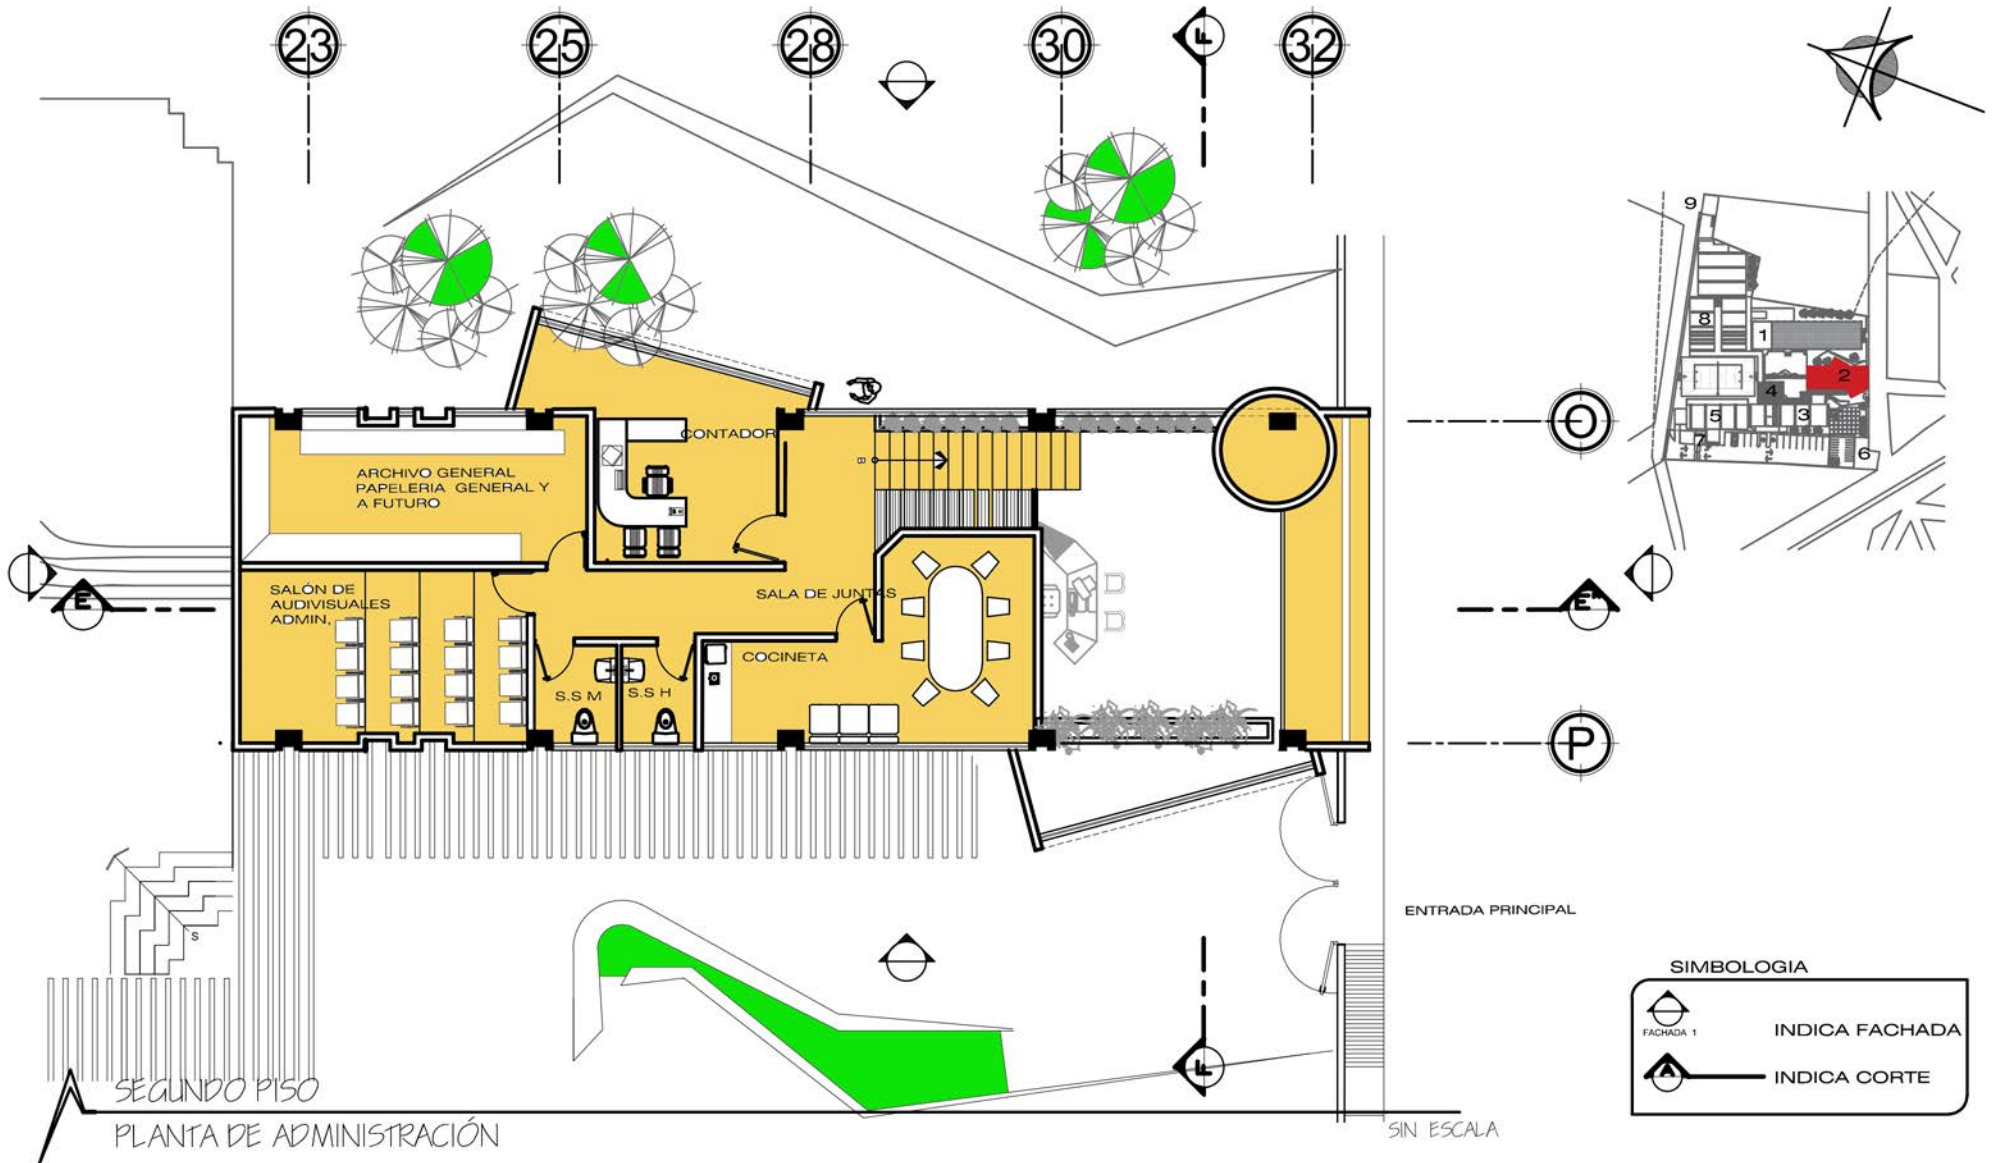 23
25
28
30
F
32
9
8
1
2
4
5
3
7
6
O
CONTADOR
B
ARCHIVO GENERAL
PAPELERIA GENERAL Y
A FUTURO
SALÓN DE
AUDIVISUALES
ADMIN,
SALA DE JUNTAS
E
E"
COCINETA
S.S M
S.S H
P
ENTRADA PRINCIPAL
S
SIMBOLOGIA
FACHADA 1
INDICA FACHADA
A
INDICA CORTE
F
SEGUNDO PISO
PLANTA DE ADMINISTRACIÓN
SIN ESCALA